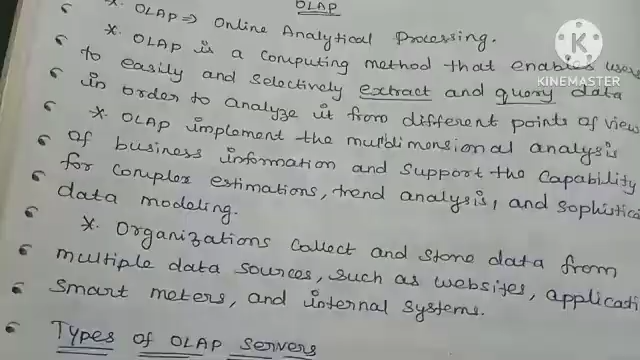 OLAP
* OLAP ⇒ Online Analytical Processing.
* OLAP is a computing method that enables users
to easily and selectively extract and query data
in order to analyze it from different points of view
* OLAP implement the muldimensional analysis
of business information and support the capability
for complex estimations, trend analysis, and sophistica
data modeling.
* Organizations collect and store data from
multiple data sources, such as websites, applicati
smart meters, and internal systems.
Types of OLAP servers
KINEMASTER